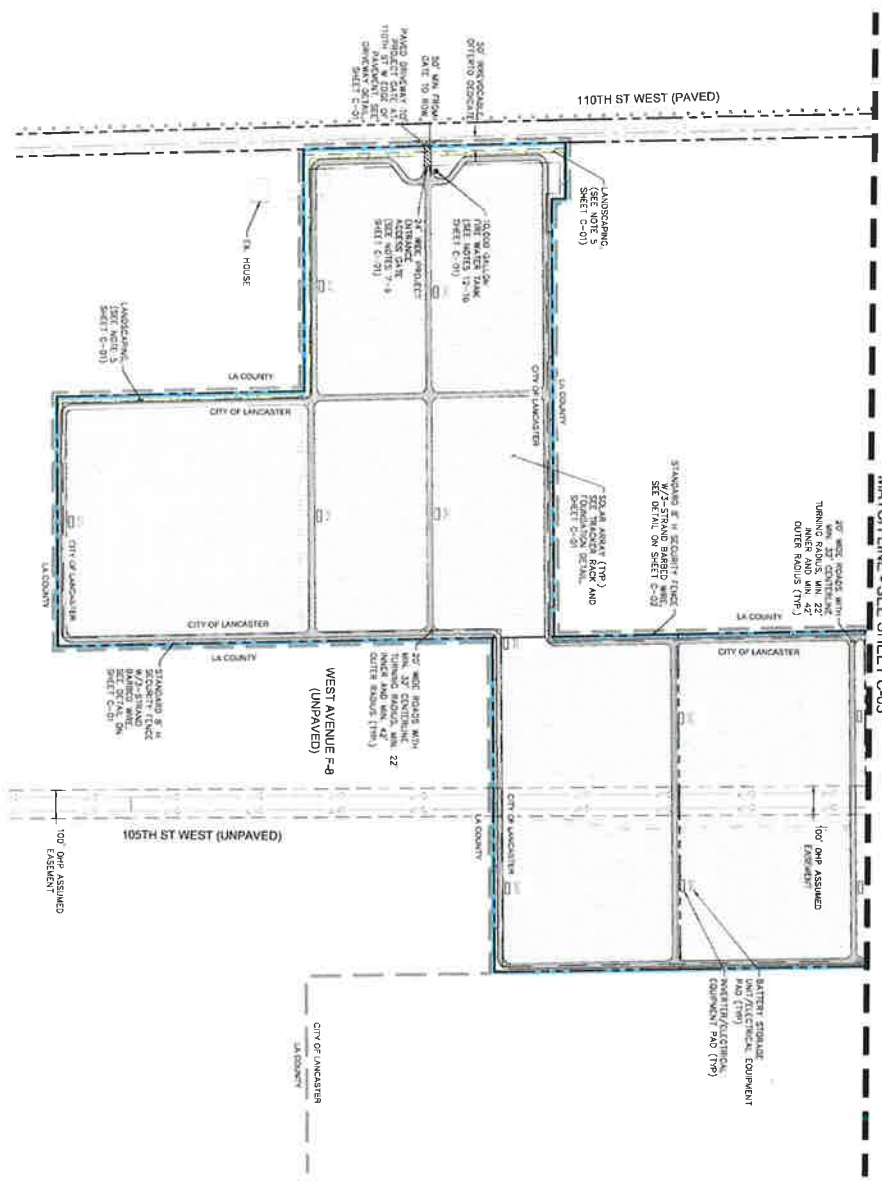 MATCH LINE - SEE SHEET C-03
110TH ST WEST (PAVED)
50' IRREVOCABLE
OFFER TO DEDICATE
50' MIN FROM
GATE TO ROW
PAVED DRIVEWAY TO
PROJECT GATE AT
110TH ST W EDGE OF
PAVEMENT SEE
DRIVEWAY DETAIL
SHEET C-01
LANDSCAPING
(SEE NOTE 5
SHEET C-01)
10,000 GALLON
FIRE WATER TANK
(SEE NOTES 12-16
SHEET C-01)
24' WIDE PROJECT
ENTRANCE
ACCESS GATE
(SEE NOTES 7-9
SHEET C-01)
EX. HOUSE
LANDSCAPING
(SEE NOTE 5
SHEET C-01)
LA COUNTY
CITY OF LANCASTER
LA COUNTY
CITY OF LANCASTER
SOLAR ARRAY (TYP.)
SEE TRACKER RACK AND
FOUNDATION DETAIL
SHEET C-01
STANDARD 8' H SECURITY FENCE
W/3-STRAND BARBED WIRE.
SEE DETAIL ON SHEET C-02
20' WIDE ROADS WITH
MIN. 32' CENTERLINE
TURNING RADIUS, MIN. 22'
INNER AND MIN. 42'
OUTER RADIUS (TYP.)
LA COUNTY
CITY OF LANCASTER
CITY OF LANCASTER
LA COUNTY
CITY OF LANCASTER
LA COUNTY
20' WIDE ROADS WITH
MIN. 32' CENTERLINE
TURNING RADIUS, MIN. 22'
INNER AND MIN. 42'
OUTER RADIUS (TYP.)
WEST AVENUE F-8
(UNPAVED)
STANDARD 8' H
SECURITY FENCE
W/3-STRAND
BARBED WIRE.
SEE DETAIL ON
SHEET C-01
105TH ST WEST (UNPAVED)
100' OHP ASSUMED
EASEMENT
100' OHP ASSUMED
EASEMENT
CITY OF LANCASTER
LA COUNTY
BATTERY STORAGE
UNIT/ELECTRICAL EQUIPMENT
PAD (TYP)
INVERTER/ELECTRICAL
EQUIPMENT PAD (TYP)
CITY OF LANCASTER
LA COUNTY